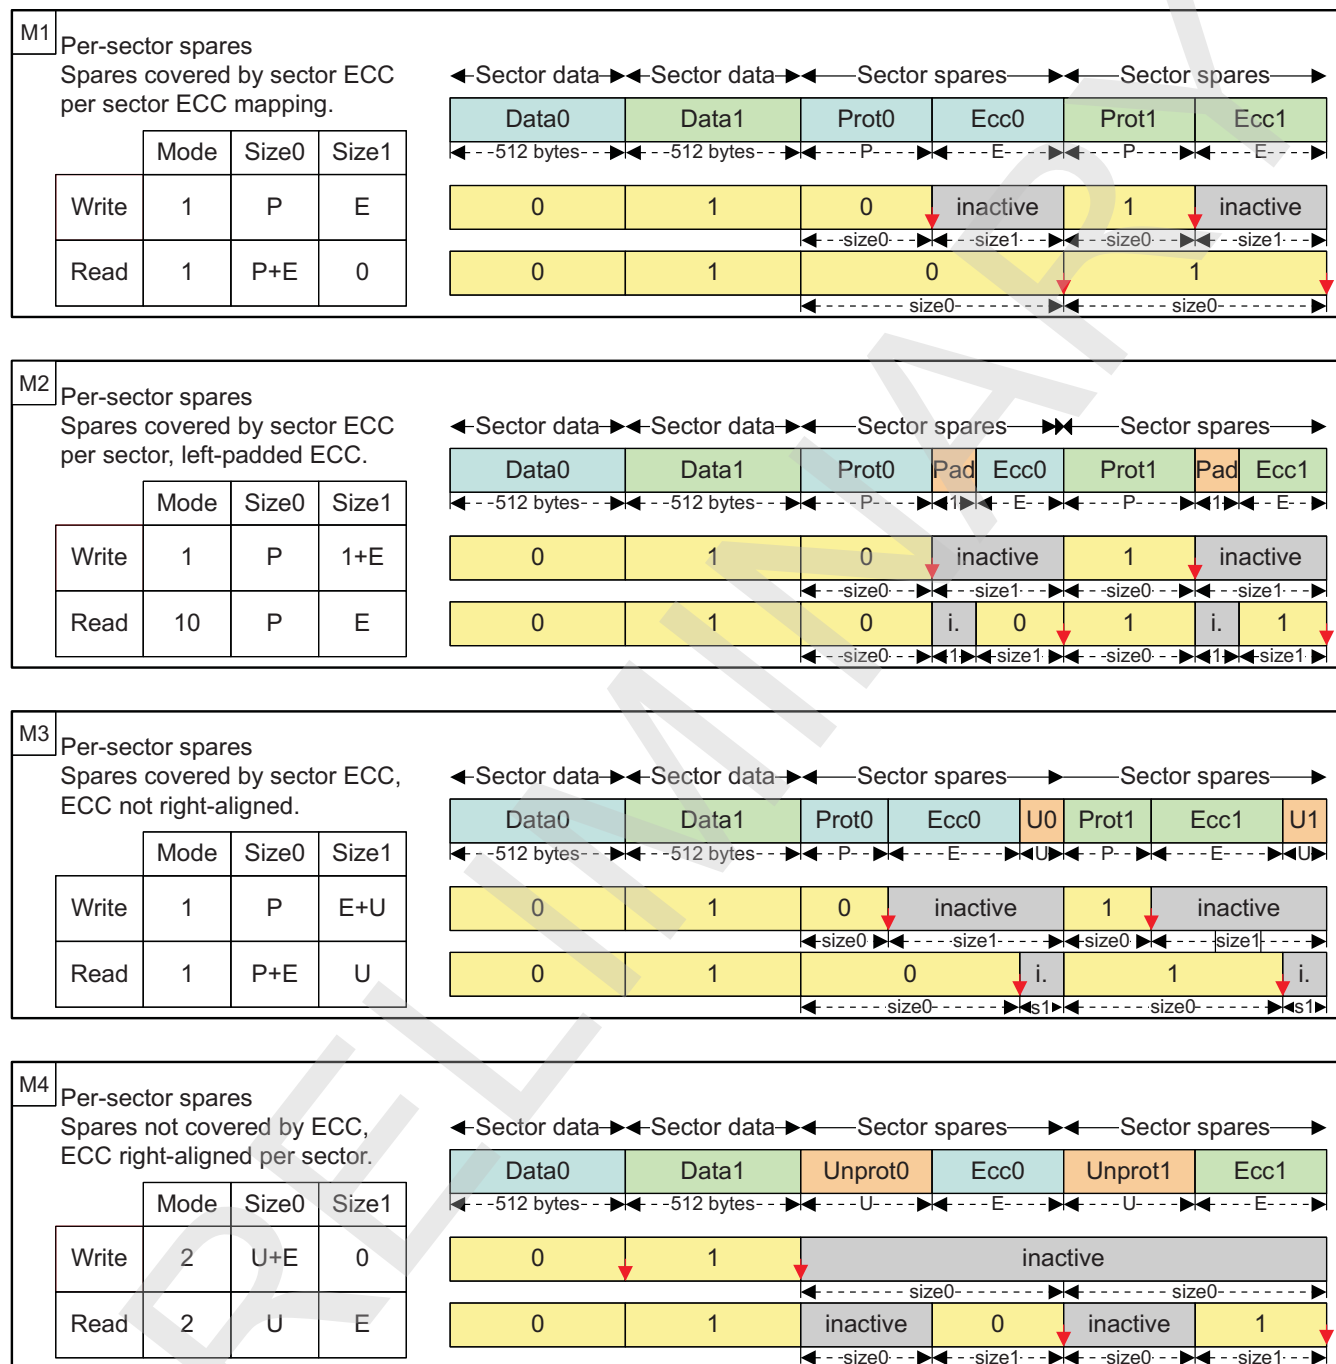 M1
Per-sector spares
Spares covered by sector ECC
per sector ECC mapping.
Mode Size0 Size1
Write 1 P E
Read 1 P+E 0
Sector data Sector data Sector spares Sector spares
Data0 Data1 Prot0 Ecc0 Prot1 Ecc1
512 bytes 512 bytes P E P E
0 1 0 inactive 1 inactive
size0 size1 size0 size1
0 1 0 1
size0 size0
M2
Per-sector spares
Spares covered by sector ECC
per sector, left-padded ECC.
Mode Size0 Size1
Write 1 P 1+E
Read 10 P E
Sector data Sector data Sector spares Sector spares
Data0 Data1 Prot0 Pad Ecc0 Prot1 Pad Ecc1
512 bytes 512 bytes P 1 E P 1 E
0 1 0 inactive 1 inactive
size0 size1 size0 size1
0 1 0 i. 0 1 i. 1
size0 1 size1 size0 1 size1
M3
Per-sector spares
Spares covered by sector ECC,
ECC not right-aligned.
Mode Size0 Size1
Write 1 P E+U
Read 1 P+E U
Sector data Sector data Sector spares Sector spares
Data0 Data1 Prot0 Ecc0 U0 Prot1 Ecc1 U1
512 bytes 512 bytes P E U P E U
0 1 0 inactive 1 inactive
size0 size1 size0 size1
0 1 0 i. 1 i.
size0 s1 size0 s1
M4
Per-sector spares
Spares not covered by ECC,
ECC right-aligned per sector.
Mode Size0 Size1
Write 2 U+E 0
Read 2 U E
Sector data Sector data Sector spares Sector spares
Data0 Data1 Unprot0 Ecc0 Unprot1 Ecc1
512 bytes 512 bytes U E U E
0 1 inactive
size0 size0
0 1 inactive 0 inactive 1
size0 size1 size0 size1
RELIMINARY